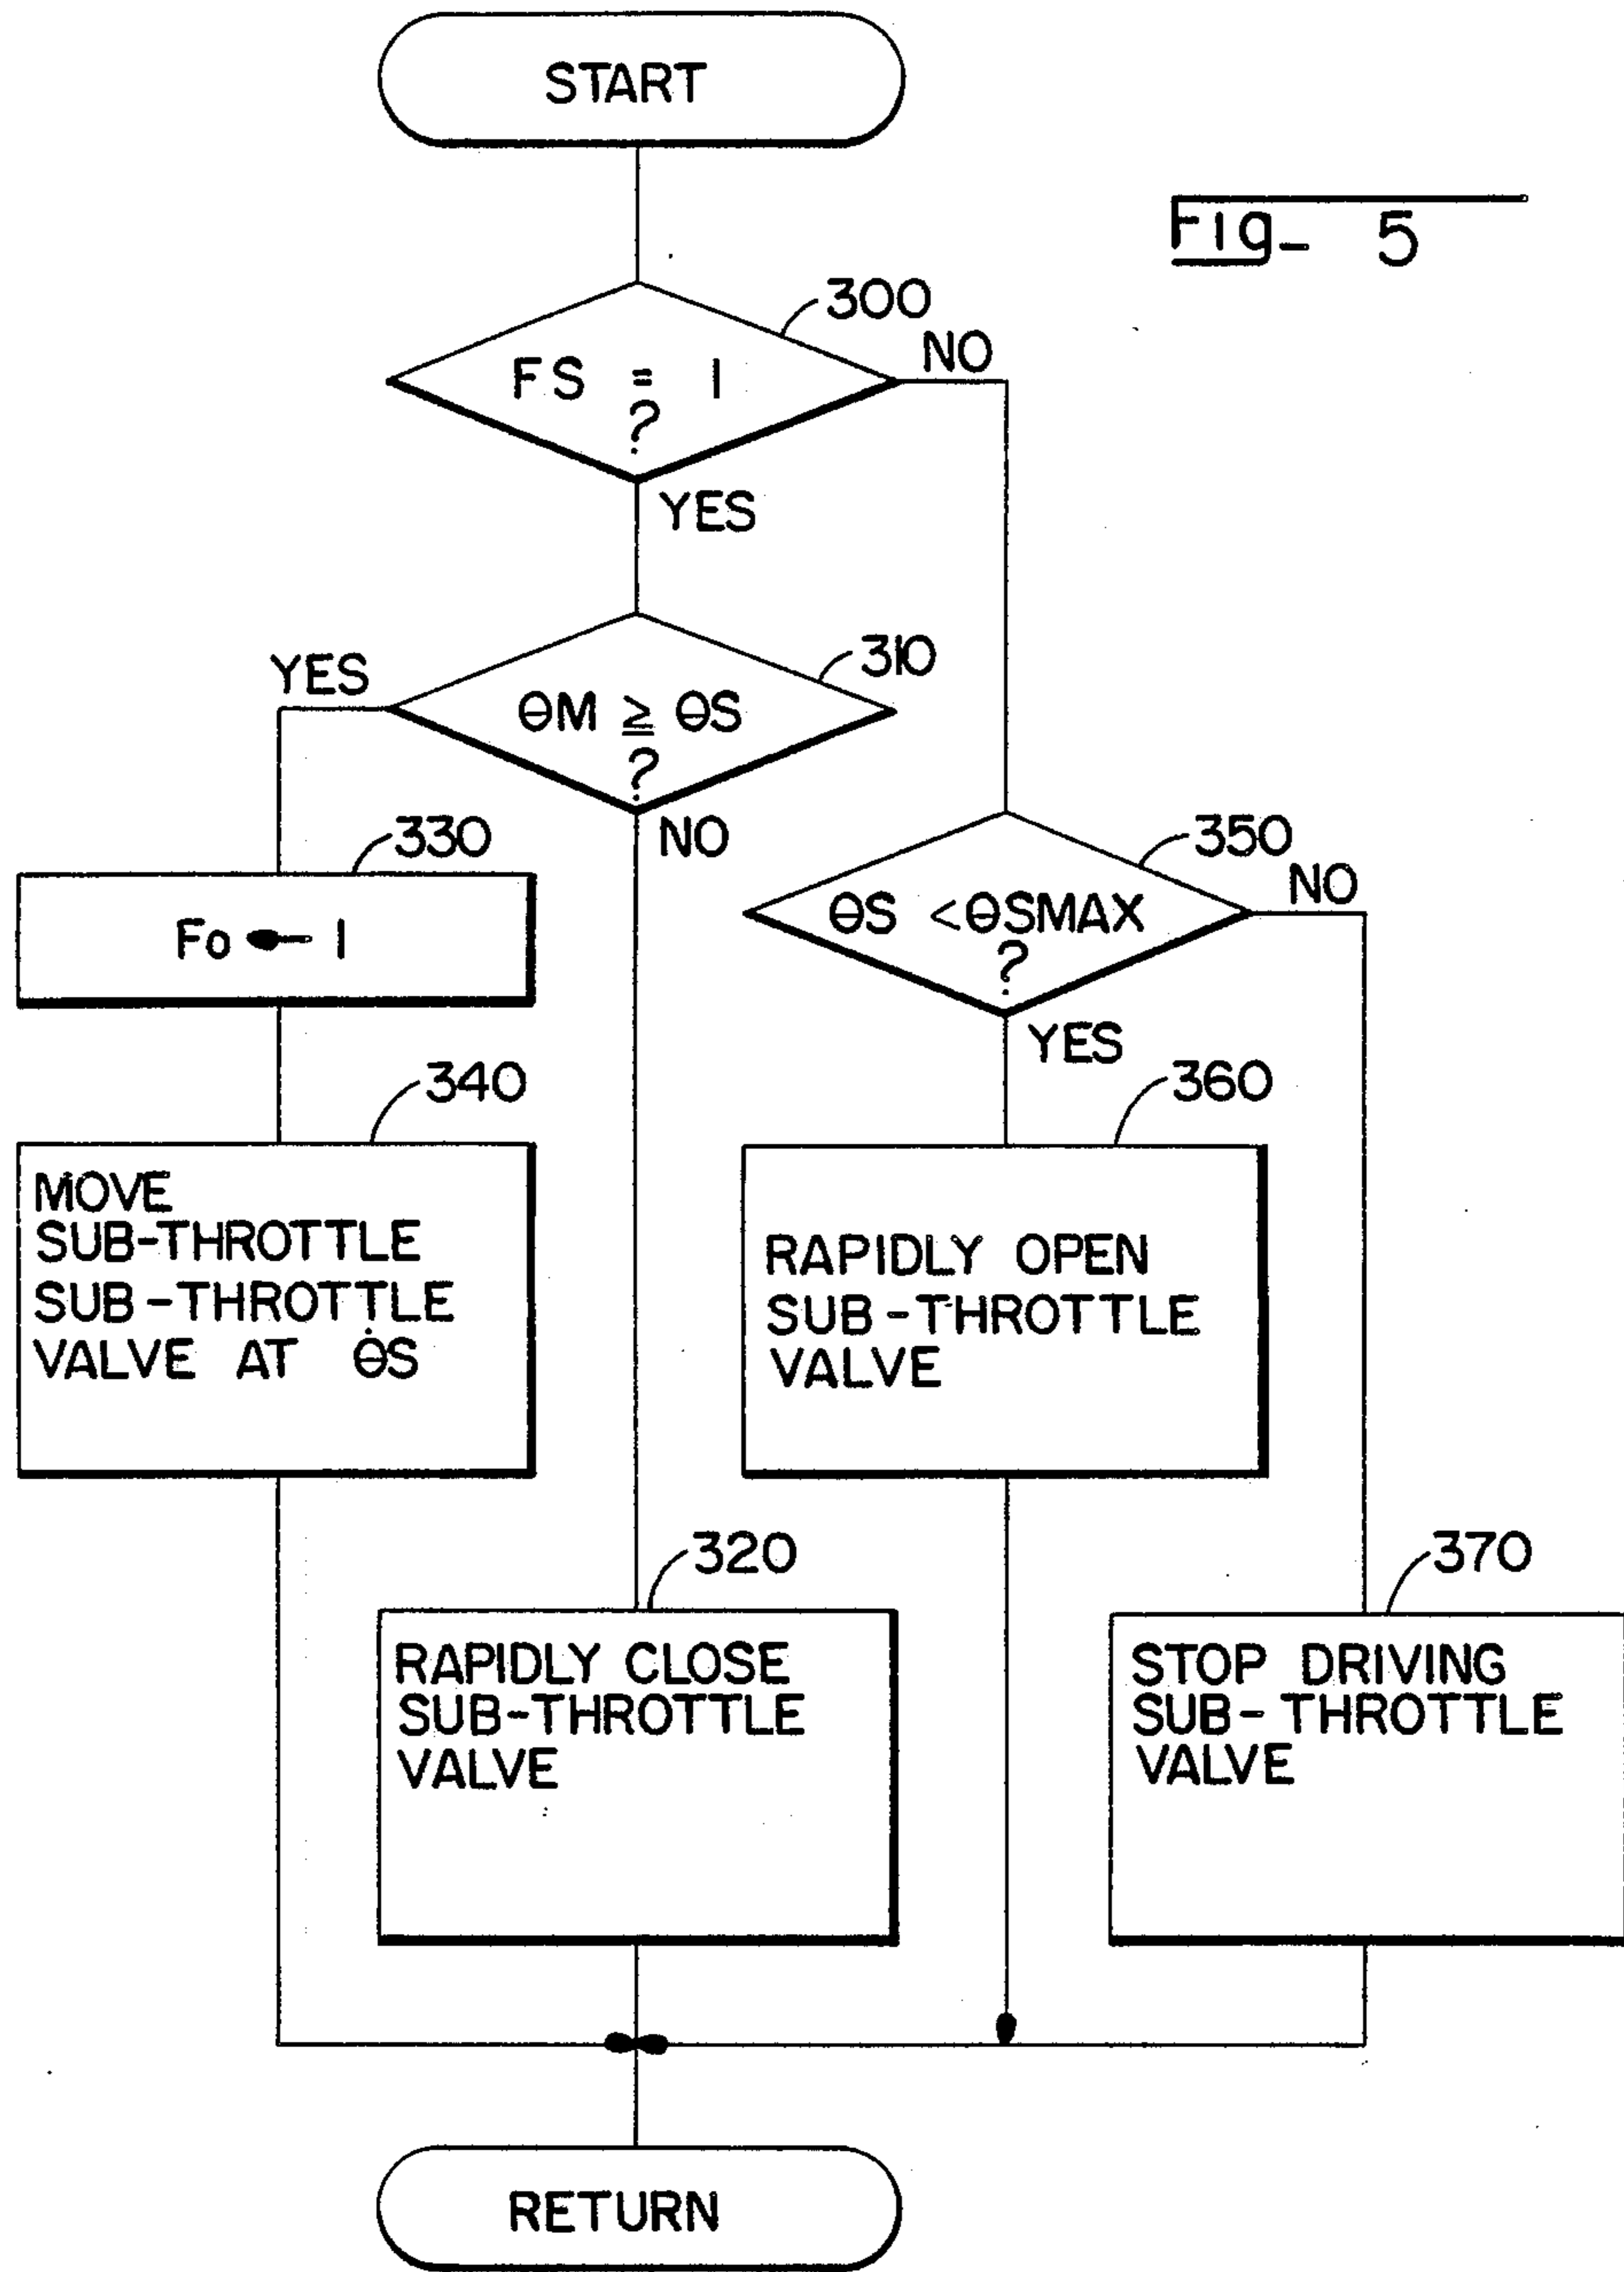 START
Fig_ 5
300
FS = 1
?
NO
YES
310
YES
ΘM ≧ ΘS
?
NO
330
Fo ← 1
350
ΘS <ΘSMAX
?
NO
YES
340
MOVE
SUB-THROTTLE
SUB-THROTTLE
VALVE AT Θ̇S
360
RAPIDLY OPEN
SUB-THROTTLE
VALVE
320
RAPIDLY CLOSE
SUB-THROTTLE
VALVE
370
STOP DRIVING
SUB-THROTTLE
VALVE
RETURN